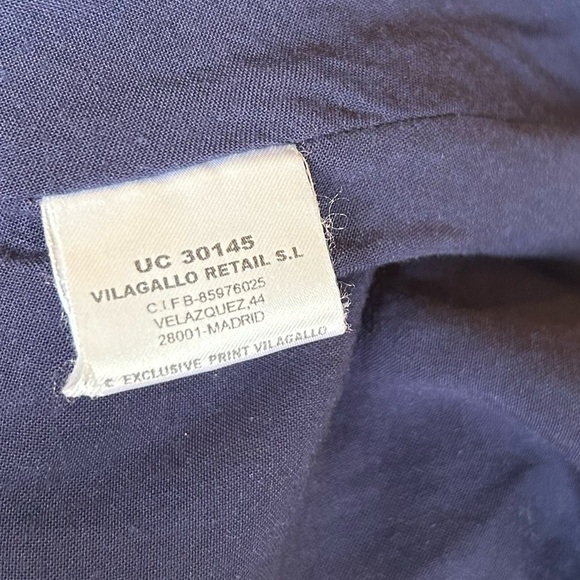 UC 30145
VILAGALLO RETAIL S.L
C.I.F B-85976025
VELAZQUEZ,44
28001-MADRID
C EXCLUSIVE PRINT VILAGALLO